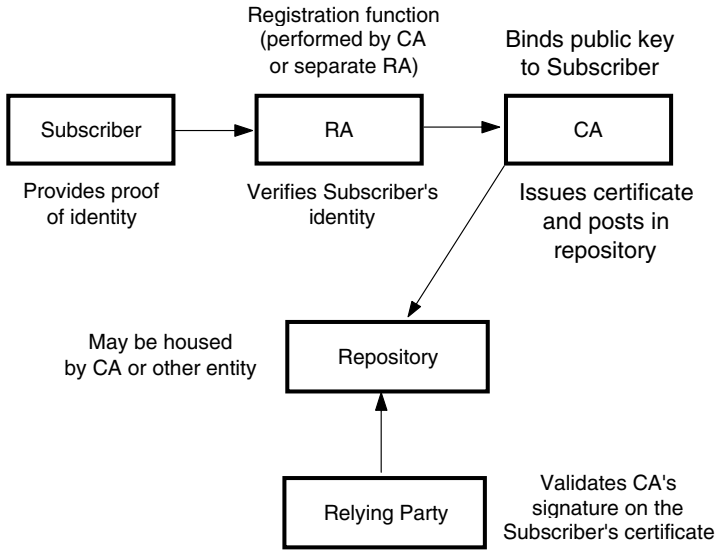 Registration function
(performed by CA
or separate RA)
Binds public key
to Subscriber
Subscriber
RA
CA
Provides proof
of identity
Verifies Subscriber's
identity
Issues certificate
and posts in
repository
May be housed
by CA or other entity
Repository
Relying Party
Validates CA's
signature on the
Subscriber's certificate